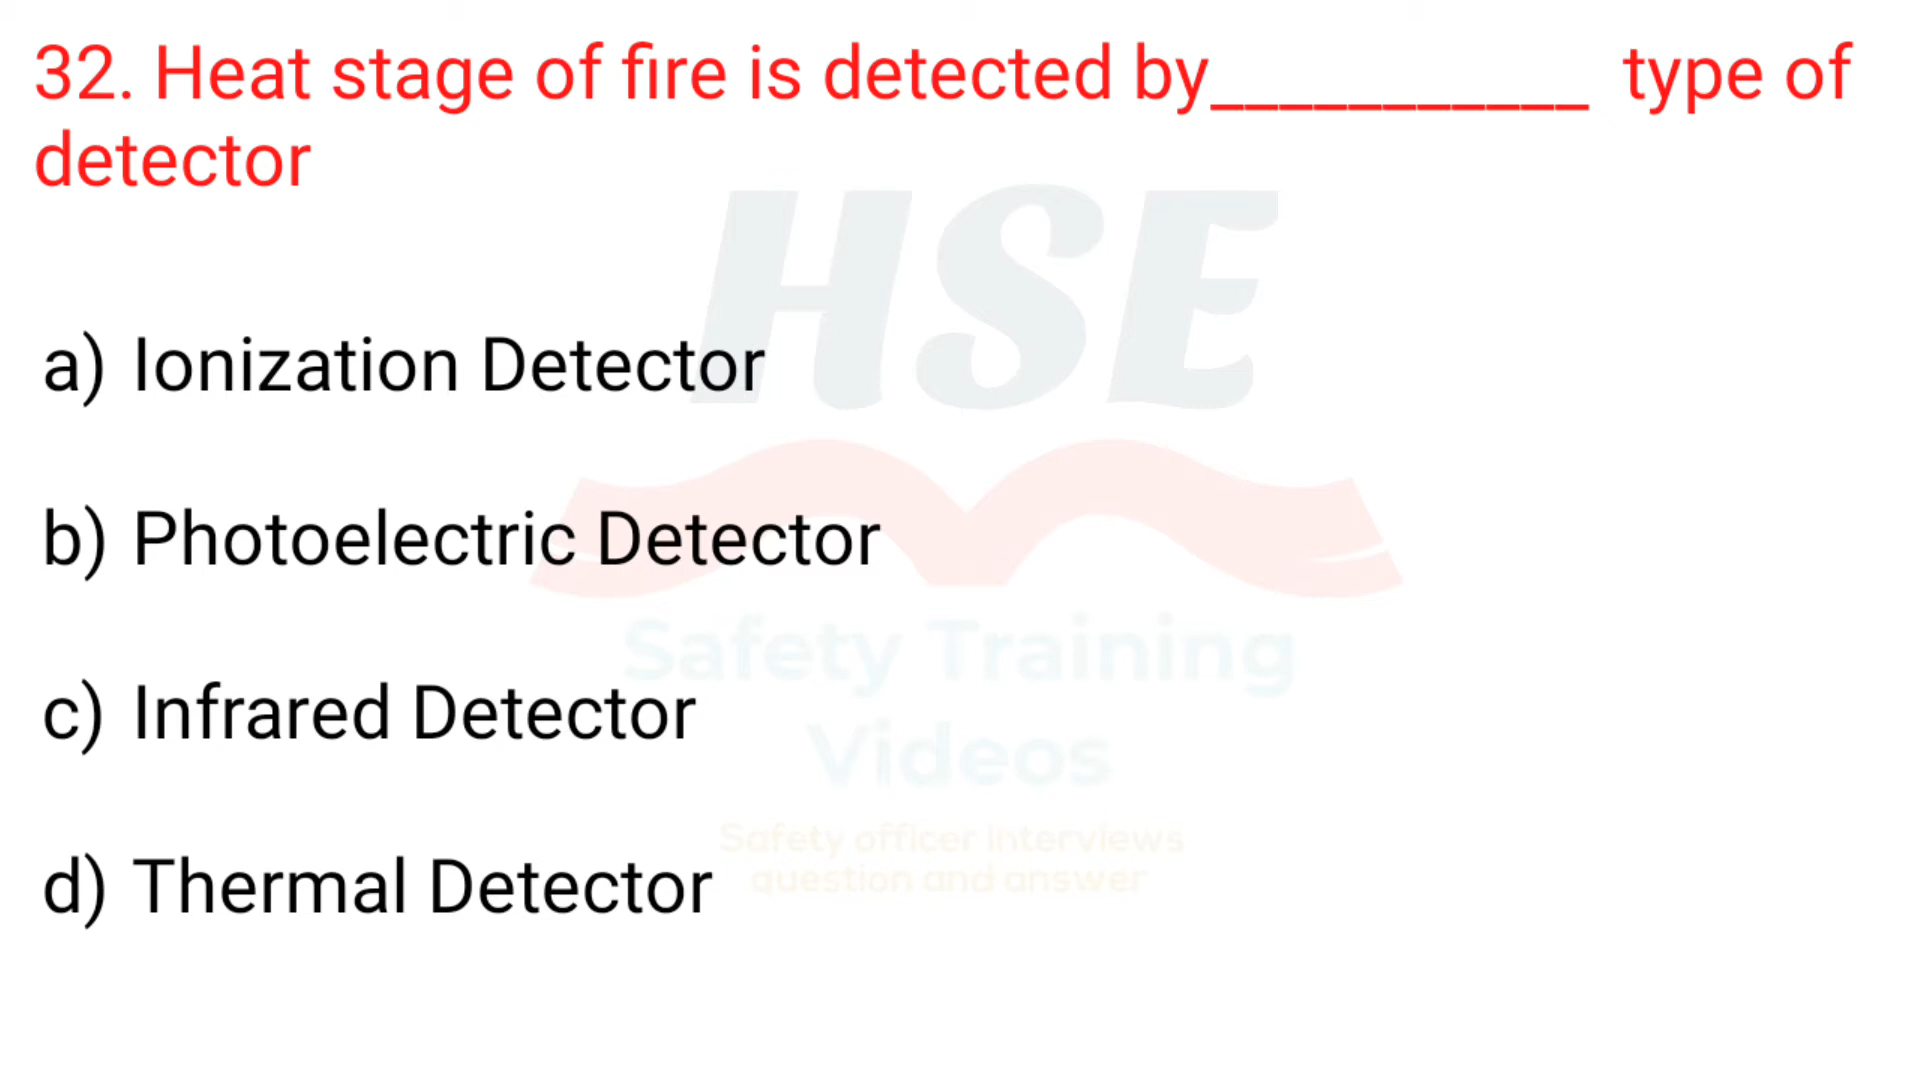 32. Heat stage of fire is detected by___________ type of
detector
HSE
a) Ionization Detector
b) Photoelectric Detector
Safety Training
c) Infrared Detector
Videos
Safety officer interviews
d) Thermal Detector
question and answer